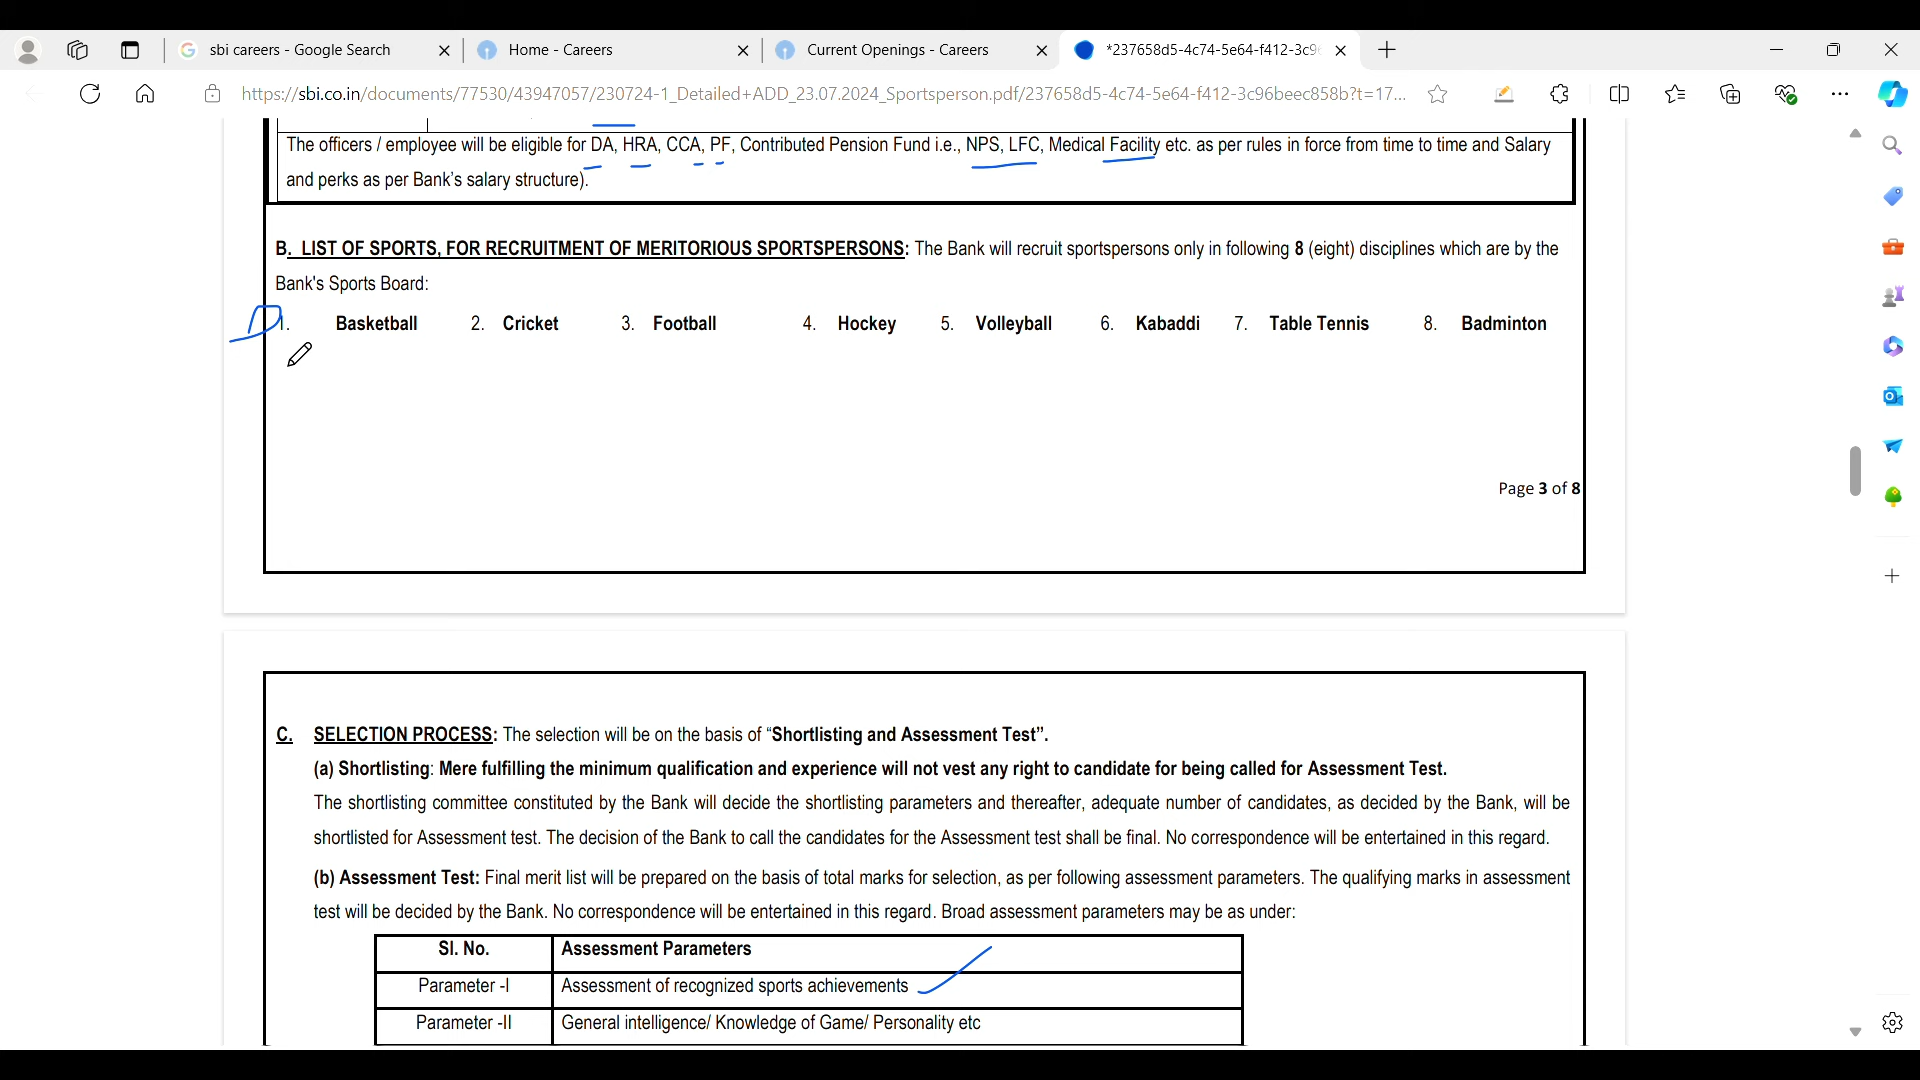 sbi careers - Google Search
Home - Careers
Current Openings - Careers
*237658d5-4c74-5e64-f412-3c9
https://sbi.co.in/documents/77530/43947057/230724-1_Detailed+ADD_23.07.2024_Sportsperson.pdf/237658d5-4c74-5e64-f412-3c96beec858b?t=17...
The officers / employee will be eligible for DA, HRA, CCA, PF, Contributed Pension Fund i.e., NPS, LFC, Medical Facility etc. as per rules in force from time to time and Salary
and perks as per Bank's salary structure).
B. LIST OF SPORTS, FOR RECRUITMENT OF MERITORIOUS SPORTSPERSONS: The Bank will recruit sportspersons only in following 8 (eight) disciplines which are by the
Bank's Sports Board:
1. Basketball 2. Cricket 3. Football 4. Hockey 5. Volleyball 6. Kabaddi 7. Table Tennis 8. Badminton
Page 3 of 8
C. SELECTION PROCESS: The selection will be on the basis of “Shortlisting and Assessment Test”.
(a) Shortlisting: Mere fulfilling the minimum qualification and experience will not vest any right to candidate for being called for Assessment Test.
The shortlisting committee constituted by the Bank will decide the shortlisting parameters and thereafter, adequate number of candidates, as decided by the Bank, will be
shortlisted for Assessment test. The decision of the Bank to call the candidates for the Assessment test shall be final. No correspondence will be entertained in this regard.
(b) Assessment Test: Final merit list will be prepared on the basis of total marks for selection, as per following assessment parameters. The qualifying marks in assessment
test will be decided by the Bank. No correspondence will be entertained in this regard. Broad assessment parameters may be as under:
Sl. No. Assessment Parameters
Parameter -I Assessment of recognized sports achievements
Parameter -II General intelligence/ Knowledge of Game/ Personality etc